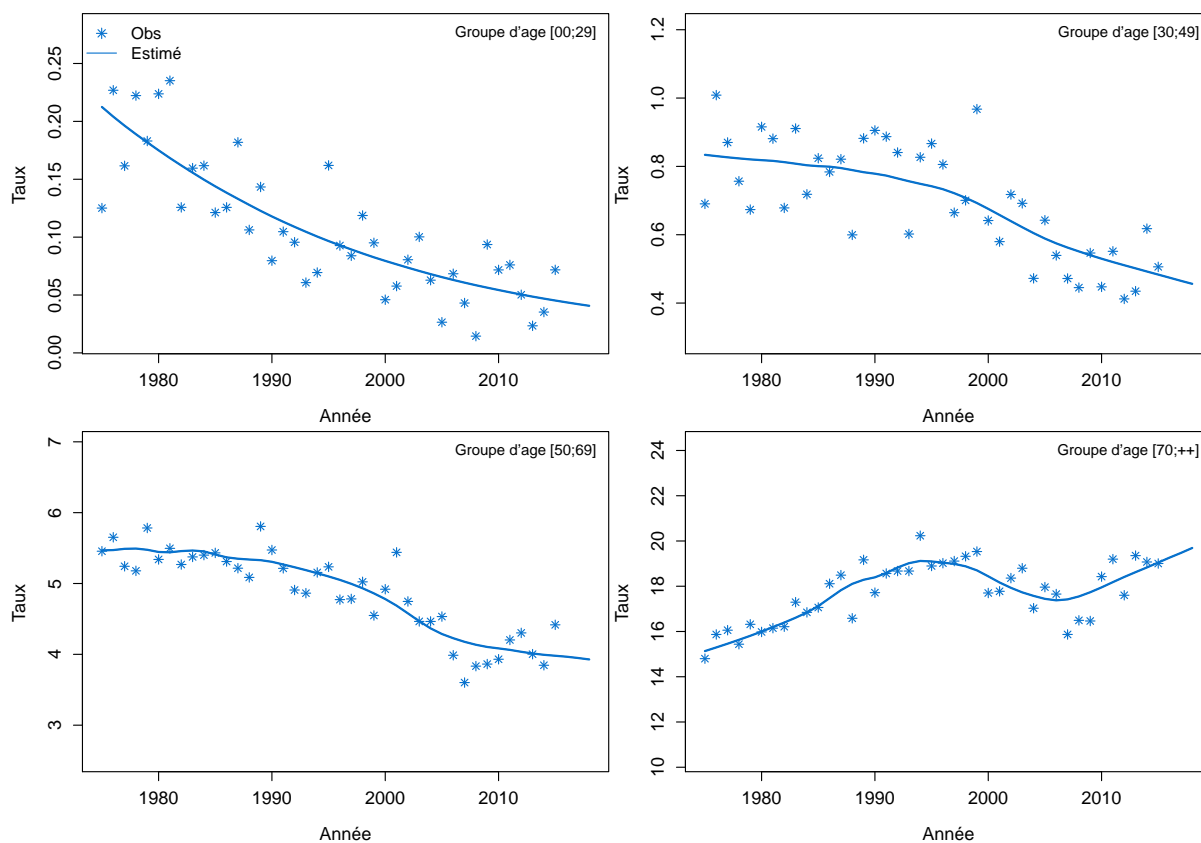 Obs
Estimé
Groupe d'age [00;29]
Taux
0.25
0.20
0.15
0.10
0.05
0.00
1980 1990 2000 2010
Année
Groupe d'age [30;49]
Taux
1.2
1.0
0.8
0.6
0.4
1980 1990 2000 2010
Année
Groupe d'age [50;69]
Taux
7
6
5
4
3
1980 1990 2000 2010
Année
Groupe d'age [70;++]
Taux
24
22
20
18
16
14
12
10
1980 1990 2000 2010
Année